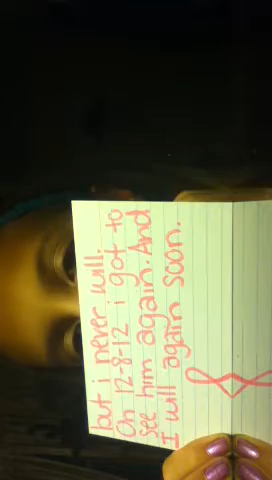 but i never will.
On 12-8-12 i got to
see him again. And
I will again soon.